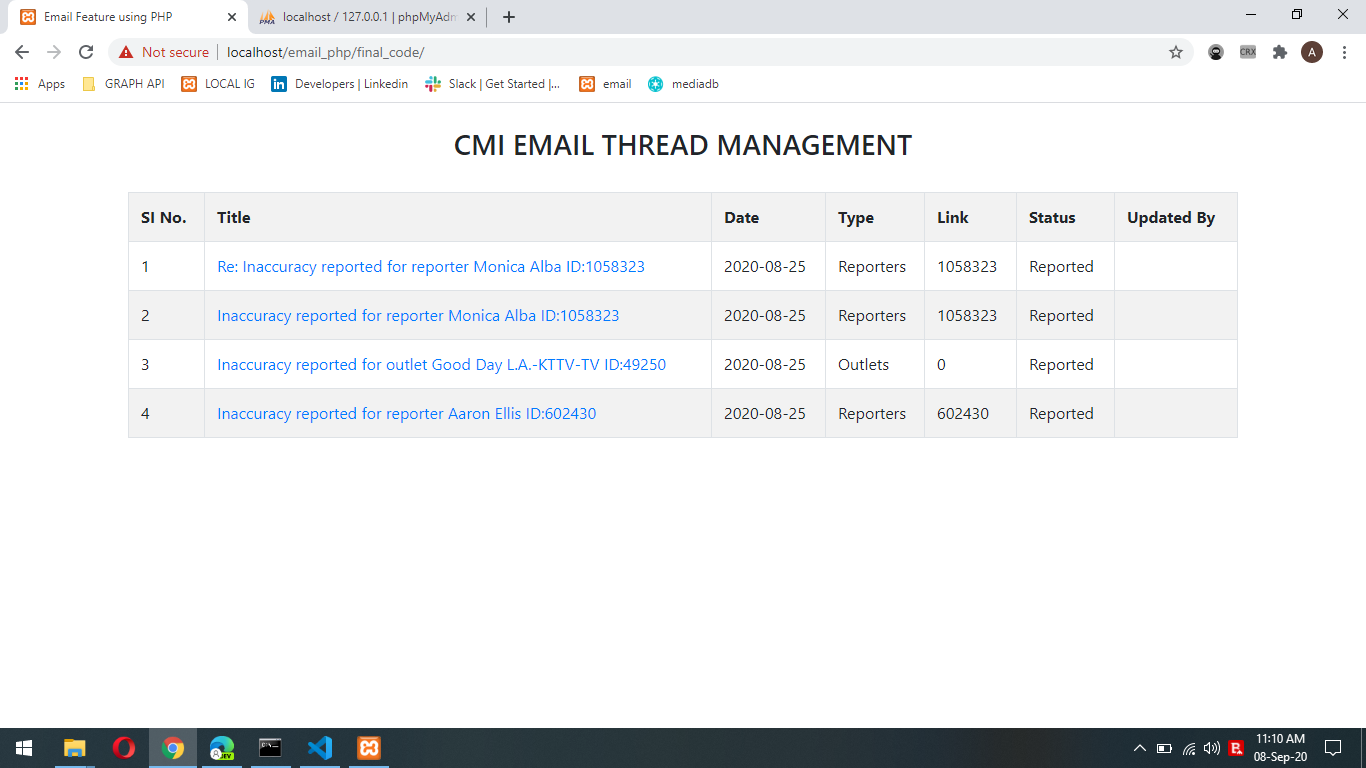 Email Feature using PHP
localhost / 127.0.0.1 | phpMyAdm
Not secure | localhost/email_php/final_code/
CRX
A
Apps GRAPH API LOCAL IG Developers | Linkedin Slack | Get Started |... email mediadb
CMI EMAIL THREAD MANAGEMENT
SI No. Title Date Type Link Status Updated By
1 Re: Inaccuracy reported for reporter Monica Alba ID:1058323 2020-08-25 Reporters 1058323 Reported
2 Inaccuracy reported for reporter Monica Alba ID:1058323 2020-08-25 Reporters 1058323 Reported
3 Inaccuracy reported for outlet Good Day L.A.-KTTV-TV ID:49250 2020-08-25 Outlets 0 Reported
4 Inaccuracy reported for reporter Aaron Ellis ID:602430 2020-08-25 Reporters 602430 Reported
11:10 AM
08-Sep-20